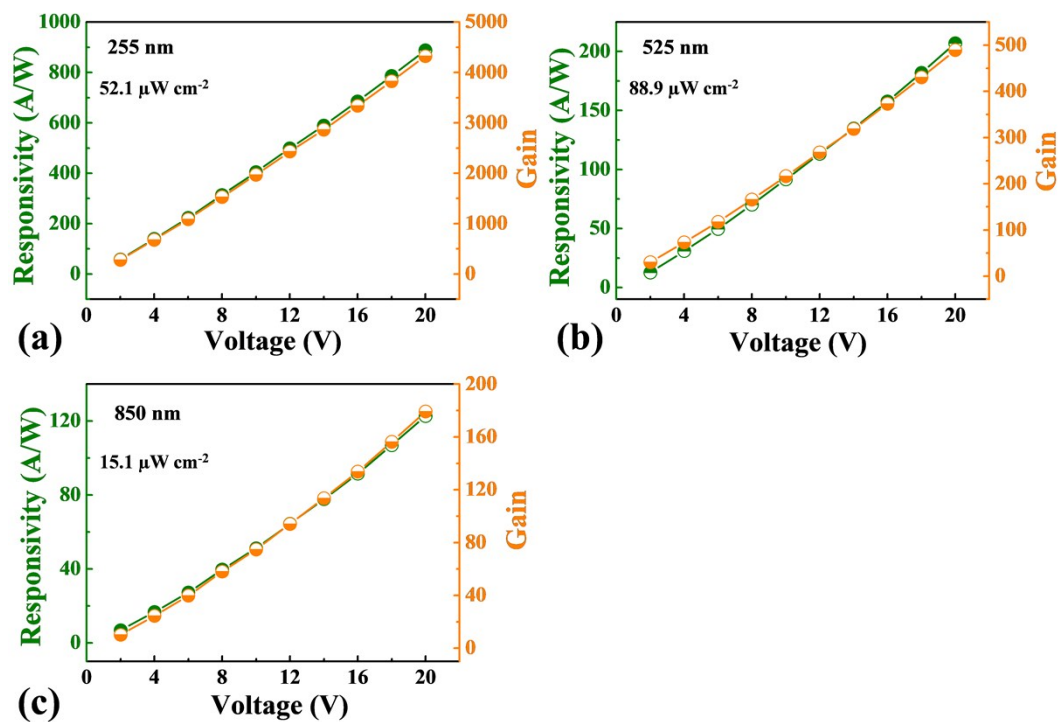 255 nm
52.1 µW cm-2
Responsivity (A/W)
1000
800
600
400
200
0
Gain
5000
4000
3000
2000
1000
0
0 4 8 12 16 20
Voltage (V)
(a)
525 nm
88.9 µW cm-2
Responsivity (A/W)
200
150
100
50
0
Gain
500
400
300
200
100
0
0 4 8 12 16 20
Voltage (V)
(b)
850 nm
15.1 µW cm-2
Responsivity (A/W)
120
80
40
0
Gain
200
160
120
80
40
0
0 4 8 12 16 20
Voltage (V)
(c)